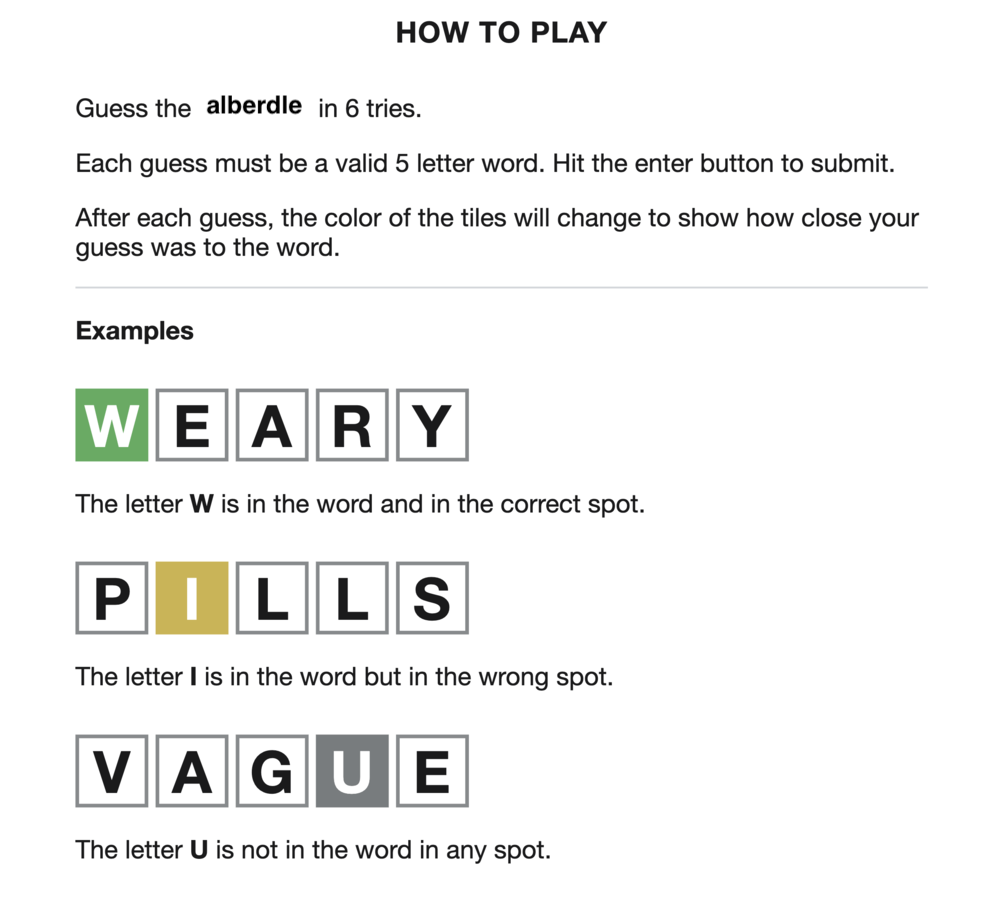 HOW TO PLAY
Guess the alberdle in 6 tries.
Each guess must be a valid 5 letter word. Hit the enter button to submit.
After each guess, the color of the tiles will change to show how close your
guess was to the word.
Examples
W E A R Y
The letter W is in the word and in the correct spot.
P I L L S
The letter I is in the word but in the wrong spot.
V A G U E
The letter U is not in the word in any spot.